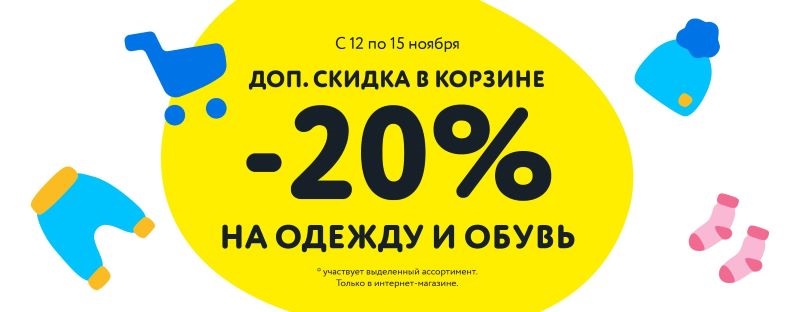 С 12 по 15 ноября
ДОП. СКИДКА В КОРЗИНЕ
-20%
НА ОДЕЖДУ И ОБУВЬ
° участвует выделенный ассортимент.
Только в интернет-магазине.